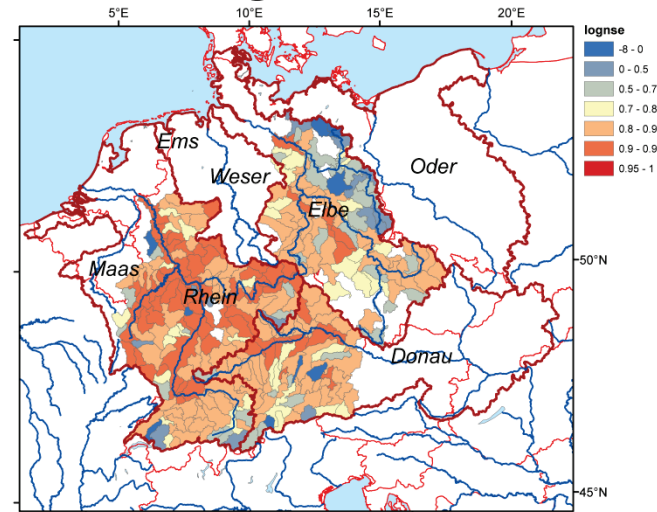 5°E 10°E 15°E 20°E
lognse
-8 - 0
0 - 0.5
0.5 - 0.7
0.7 - 0.8
0.8 - 0.9
0.9 - 0.9
0.95 - 1
Ems
Weser
Oder
Elbe
50°N
Maas
Rhein
Donau
45°N